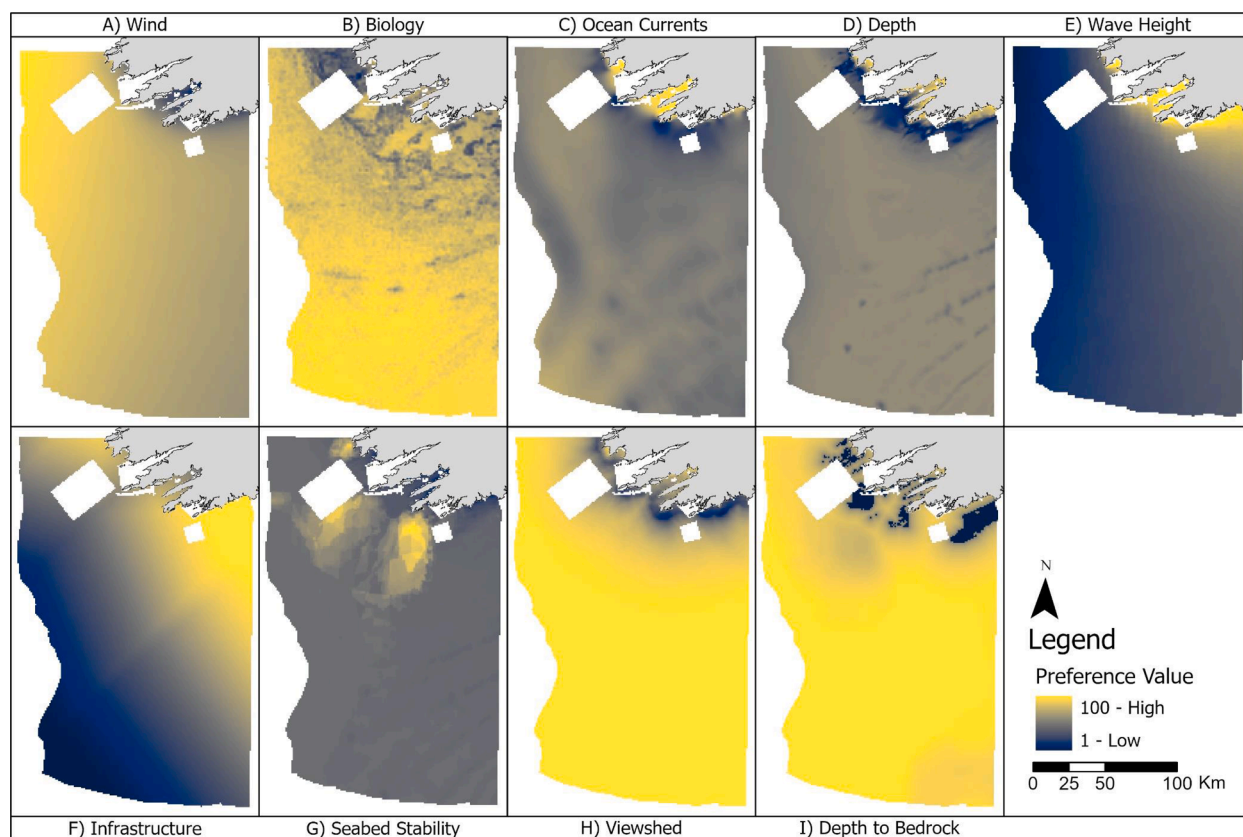 A) Wind
B) Biology
C) Ocean Currents
D) Depth
E) Wave Height
N
Legend
Preference Value
100 - High
1 - Low
0 25 50 100 Km
F) Infrastructure
G) Seabed Stability
H) Viewshed
I) Depth to Bedrock